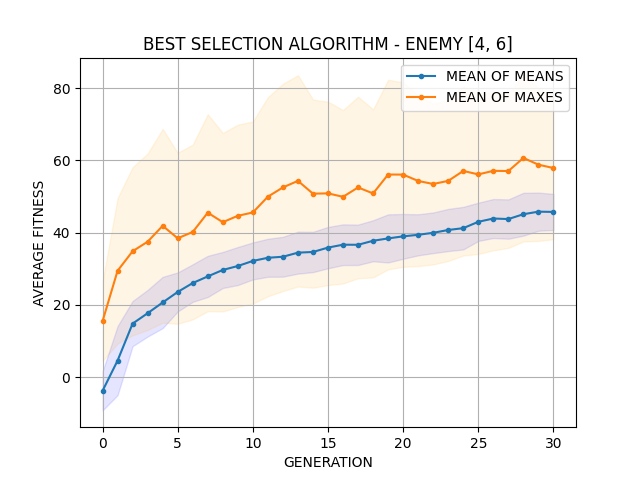 BEST SELECTION ALGORITHM - ENEMY [4, 6]
MEAN OF MEANS
MEAN OF MAXES
80
60
40
20
0
AVERAGE FITNESS
0 5 10 15 20 25 30
GENERATION